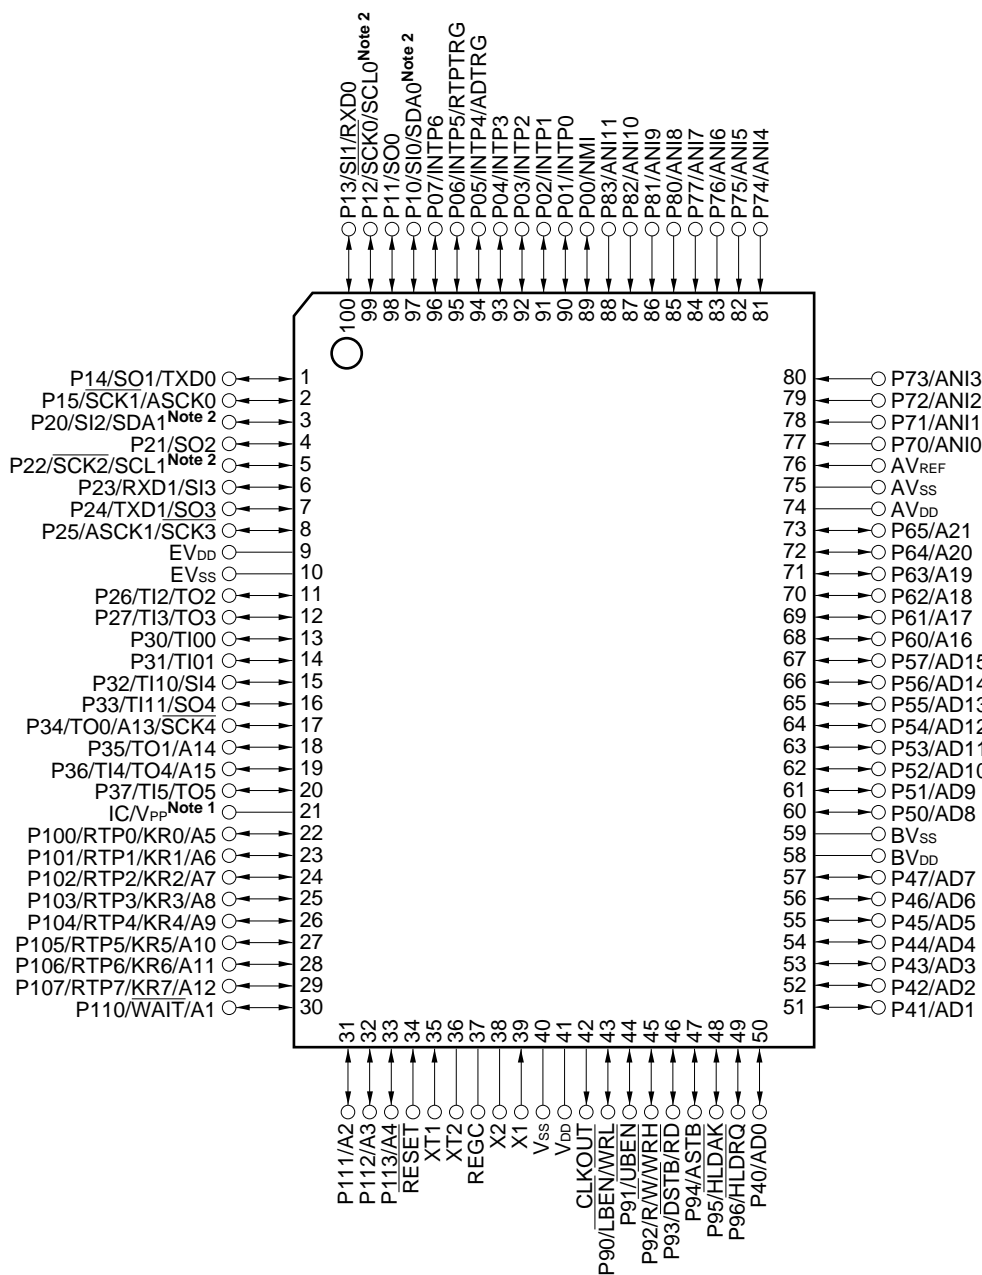 P13/SI1/RXD0
P12/SCK0/SCL0Note 2
P11/SO0
P10/SI0/SDA0Note 2
P07/INTP6
P06/INTP5/RTPTRG
P05/INTP4/ADTRG
P04/INTP3
P03/INTP2
P02/INTP1
P01/INTP0
P00/NMI
P83/ANI11
P82/ANI10
P81/ANI9
P80/ANI8
P77/ANI7
P76/ANI6
P75/ANI5
P74/ANI4
100 99 98 97 96 95 94 93 92 91 90 89 88 87 86 85 84 83 82 81
P14/SO1/TXD0 1
P15/SCK1/ASCK0 2
P20/SI2/SDA1Note 2 3
P21/SO2 4
P22/SCK2/SCL1Note 2 5
P23/RXD1/SI3 6
P24/TXD1/SO3 7
P25/ASCK1/SCK3 8
EVDD 9
EVSS 10
P26/TI2/TO2 11
P27/TI3/TO3 12
P30/TI00 13
P31/TI01 14
P32/TI10/SI4 15
P33/TI11/SO4 16
P34/TO0/A13/SCK4 17
P35/TO1/A14 18
P36/TI4/TO4/A15 19
P37/TI5/TO5 20
IC/VPPNote 1 21
P100/RTP0/KR0/A5 22
P101/RTP1/KR1/A6 23
P102/RTP2/KR2/A7 24
P103/RTP3/KR3/A8 25
P104/RTP4/KR4/A9 26
P105/RTP5/KR5/A10 27
P106/RTP6/KR6/A11 28
P107/RTP7/KR7/A12 29
P110/WAIT/A1 30
80 P73/ANI3
79 P72/ANI2
78 P71/ANI1
77 P70/ANI0
76 AVREF
75 AVSS
74 AVDD
73 P65/A21
72 P64/A20
71 P63/A19
70 P62/A18
69 P61/A17
68 P60/A16
67 P57/AD15
66 P56/AD14
65 P55/AD13
64 P54/AD12
63 P53/AD11
62 P52/AD10
61 P51/AD9
60 P50/AD8
59 BVSS
58 BVDD
57 P47/AD7
56 P46/AD6
55 P45/AD5
54 P44/AD4
53 P43/AD3
52 P42/AD2
51 P41/AD1
31 32 33 34 35 36 37 38 39 40 41 42 43 44 45 46 47 48 49 50
P111/A2
P112/A3
P113/A4
RESET
XT1
XT2
REGC
X2
X1
VSS
VDD
CLKOUT
P90/LBEN/WRL
P91/UBEN
P92/R/W/WRH
P93/DSTB/RD
P94/ASTB
P95/HLDAK
P96/HLDRQ
P40/AD0